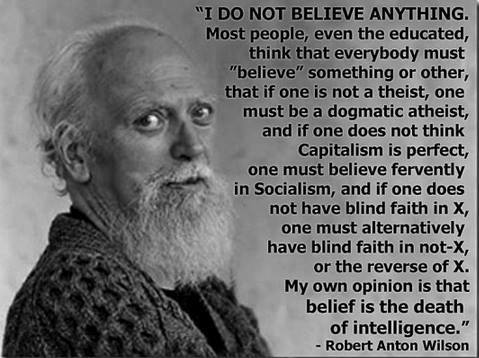 “I DO NOT BELIEVE ANYTHING.
Most people, even the educated,
think that everybody must
”believe” something or other,
that if one is not a theist, one
must be a dogmatic atheist,
and if one does not think
Capitalism is perfect,
one must believe fervently
in Socialism, and if one does
not have blind faith in X,
one must alternatively
have blind faith in not-X,
or the reverse of X.
My own opinion is that
belief is the death
of intelligence.”
- Robert Anton Wilson